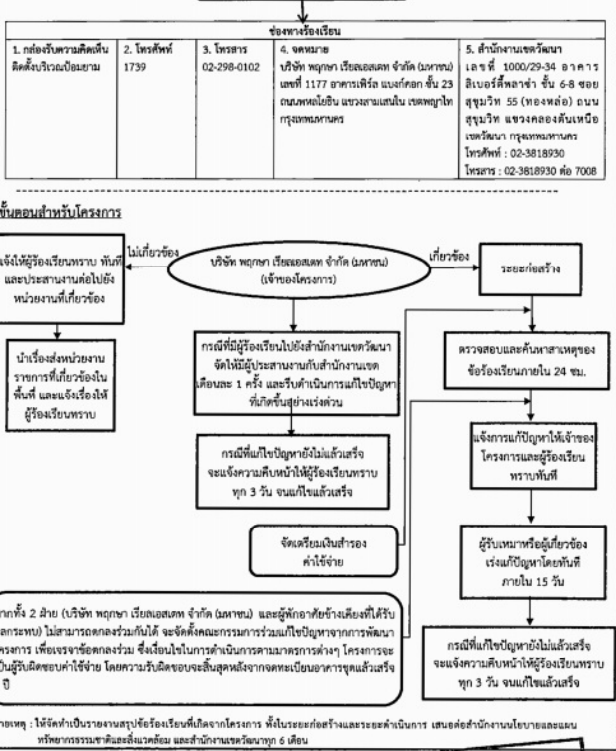 ช่องทางร้องเรียน
1. กล่องรับความคิดเห็น
ติดตั้งบริเวณป้อมยาม
2. โทรศัพท์
1739
3. โทรสาร
02-298-0102
4. จดหมาย
บริษัท พฤกษา เรียลเอสเตท จำกัด (มหาชน)
เลขที่ 1177 อาคารเพิร์ล แบงก์คอก ชั้น 23
ถนนพหลโยธิน แขวงสามเสนใน เขตพญาไท
กรุงเทพมหานคร
5. สำนักงานเขตวัฒนา
เลขที่ 1000/29-34 อาคาร
ลิเบอร์ตี้พลาซ่า ชั้น 6-8 ซอย
สุขุมวิท 55 (ทองหล่อ) ถนน
สุขุมวิท แขวงคลองตันเหนือ
เขตวัฒนา กรุงเทพมหานคร
โทรศัพท์ : 02-3818930
โทรสาร : 02-3818930 ต่อ 7008
ขั้นตอนสำหรับโครงการ
บริษัท พฤกษา เรียลเอสเตท จำกัด (มหาชน)
(เจ้าของโครงการ)
ไม่เกี่ยวข้อง
เกี่ยวข้อง
จ้งให้ผู้ร้องเรียนทราบ ทันที
และประสานงานต่อไปยัง
หน่วยงานที่เกี่ยวข้อง
นำเรื่องส่งหน่วยงาน
ราชการที่เกี่ยวข้องใน
พื้นที่ และแจ้งเรื่องให้
ผู้ร้องเรียนทราบ
กรณีที่มีผู้ร้องเรียนไปยังสำนักงานเขตวัฒนา
จัดให้มีผู้ประสานงานกับสำนักงานเขต
เดือนละ 1 ครั้ง และรีบดำเนินการแก้ไขปัญหา
ที่เกิดขึ้นอย่างเร่งด่วน
กรณีที่แก้ไขปัญหายังไม่แล้วเสร็จ
จะแจ้งความคืบหน้าให้ผู้ร้องเรียนทราบ
ทุก 3 วัน จนแก้ไขแล้วเสร็จ
จัดเตรียมเงินสำรอง
ค่าใช้จ่าย
ระยะก่อสร้าง
ตรวจสอบและค้นหาสาเหตุของ
ข้อร้องเรียนภายใน 24 ชม.
แจ้งการแก้ปัญหาให้เจ้าของ
โครงการและผู้ร้องเรียน
ทราบทันที
ผู้รับเหมาหรือผู้เกี่ยวข้อง
เร่งแก้ปัญหาโดยทันที
ภายใน 15 วัน
กรณีที่แก้ไขปัญหายังไม่แล้วเสร็จ
จะแจ้งความคืบหน้าให้ผู้ร้องเรียนทราบ
ทุก 3 วัน จนแก้ไขแล้วเสร็จ
ากทั้ง 2 ฝ่าย (บริษัท พฤกษา เรียลเอสเตท จำกัด (มหาชน) และผู้พักอาศัยข้างเคียงที่ได้รับ
ลกระทบ) ไม่สามารถตกลงร่วมกันได้ จะจัดตั้งคณะกรรมการร่วมแก้ไขปัญหาจากการพัฒนา
ครงการ เพื่อเจรจาข้อตกลงร่วม ซึ่งเงื่อนไขในการดำเนินการตามมาตรการต่างๆ โครงการจะ
ป็นผู้รับผิดชอบค่าใช้จ่าย โดยความรับผิดชอบจะสิ้นสุดหลังจากจดทะเบียนอาคารชุดแล้วเสร็จ
ปี
ายเหตุ : ให้จัดทำเป็นรายงานสรุปข้อร้องเรียนที่เกิดจากโครงการ ทั้งในระยะก่อสร้างและระยะดำเนินการ เสนอต่อสำนักงานนโยบายและแผน
ทรัพยากรธรรมชาติและสิ่งแวดล้อม และสำนักงานเขตวัฒนาทุก 6 เดือน